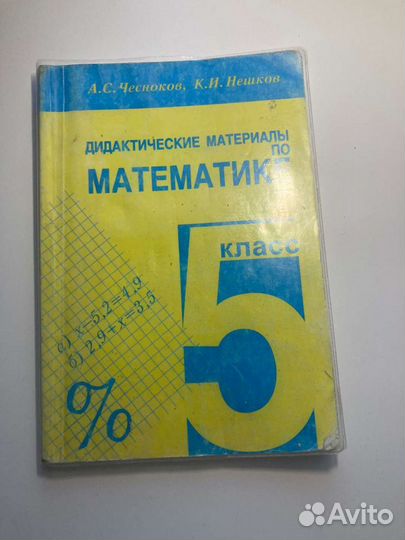 А.С. Чесноков, К.И. Нешков
ДИДАКТИЧЕСКИЕ МАТЕРИАЛЫ
ПО
МАТЕМАТИКЕ
класс
5
а) x−5,2=4,9
б) 2,9+x=3,5
%
Avito